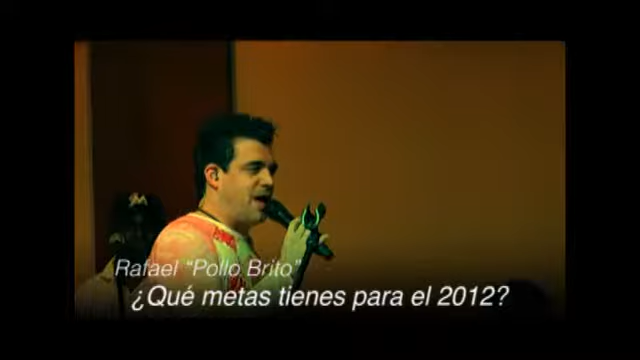 Rafael “Pollo Brito”
¿Qué metas tienes para el 2012?